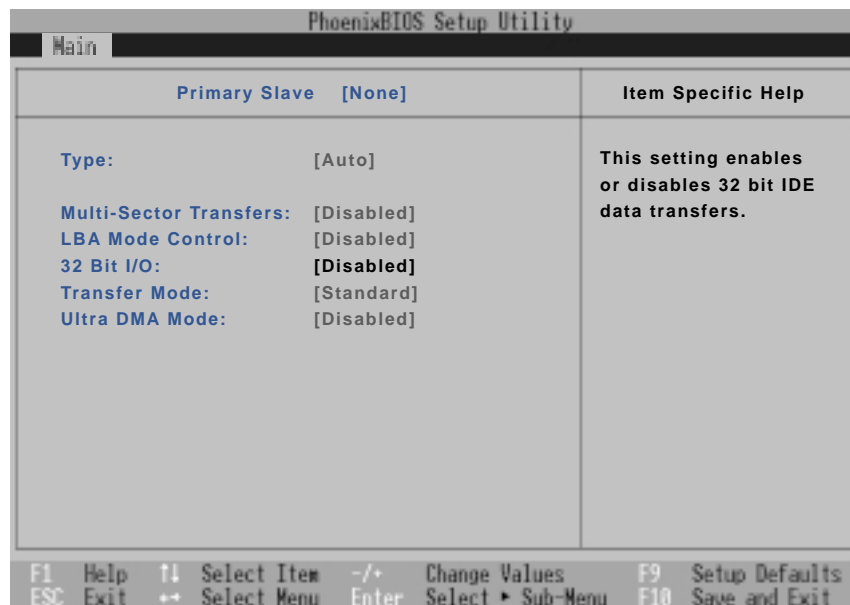 PhoenixBIOS Setup Utility
Main
Primary Slave [None]
Item Specific Help
Type: [Auto]
Multi-Sector Transfers: [Disabled]
LBA Mode Control: [Disabled]
32 Bit I/O: [Disabled]
Transfer Mode: [Standard]
Ultra DMA Mode: [Disabled]
This setting enables
or disables 32 bit IDE
data transfers.
F1 Help ↑↓ Select Item -/+ Change Values F9 Setup Defaults
ESC Exit ←→ Select Menu Enter Select ▸ Sub-Menu F10 Save and Exit